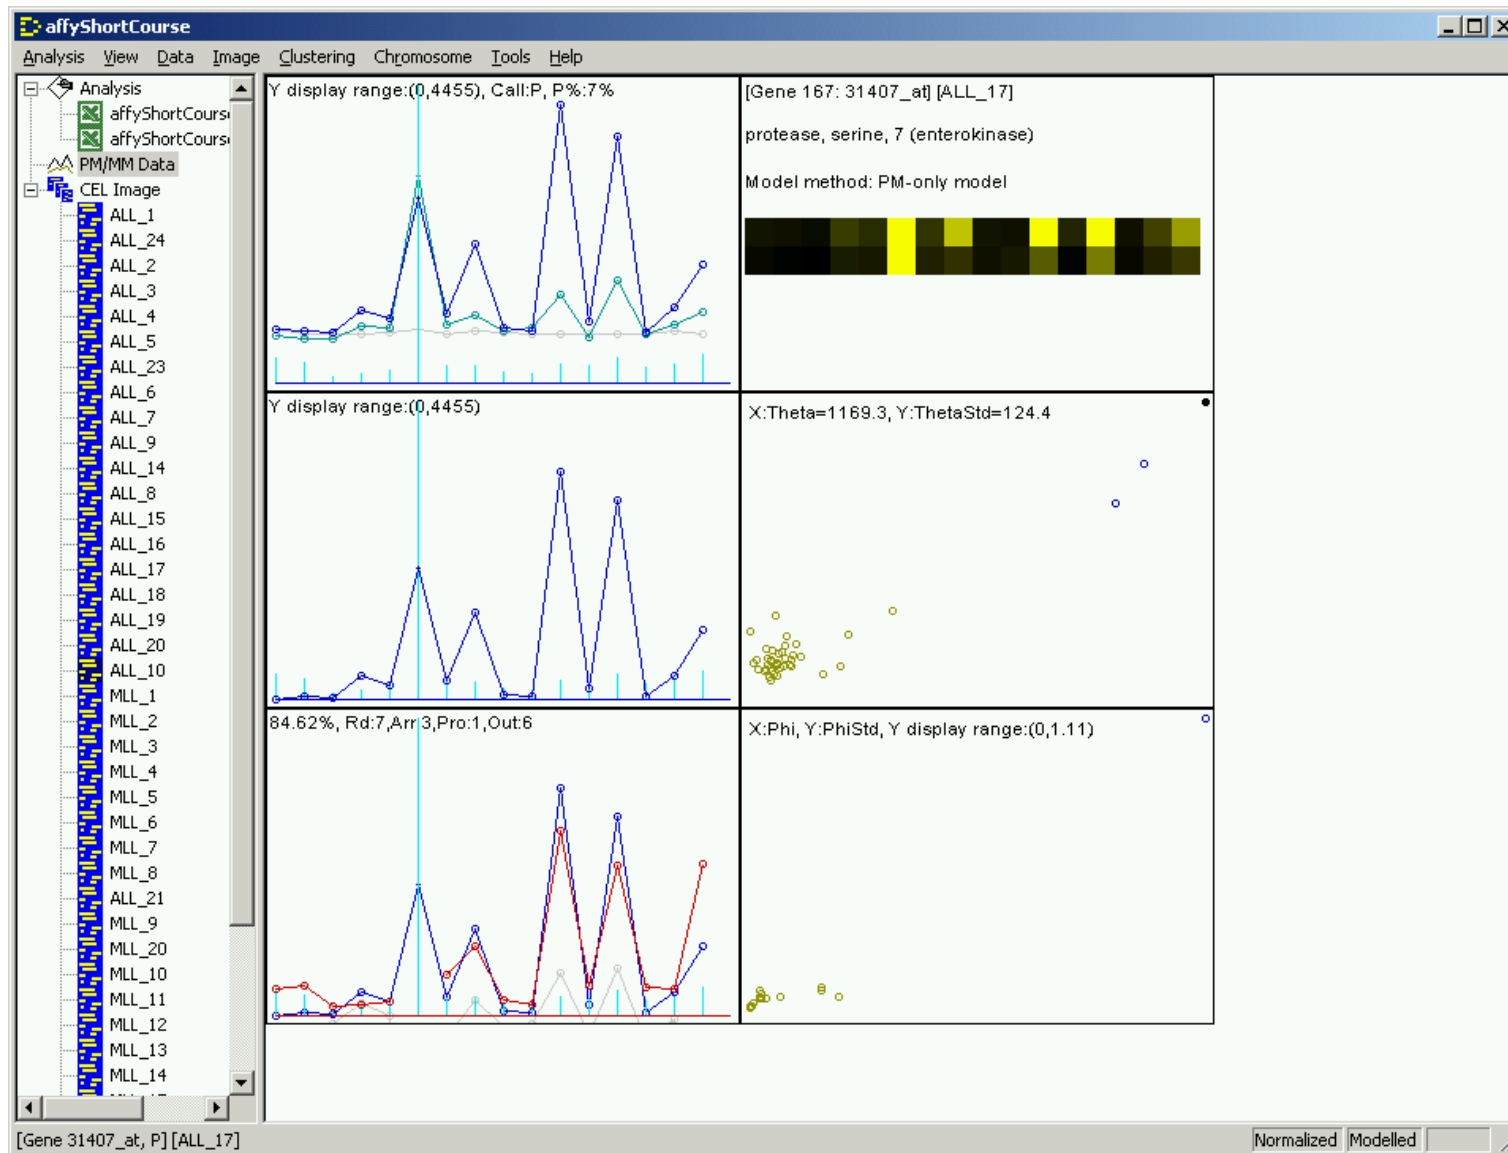 affyShortCourse
Analysis View Data Image Clustering Chromosome Tools Help
Analysis
affyShortCours
affyShortCours
PM/MM Data
CEL Image
ALL_1
ALL_24
ALL_2
ALL_3
ALL_4
ALL_5
ALL_23
ALL_6
ALL_7
ALL_9
ALL_14
ALL_8
ALL_15
ALL_16
ALL_17
ALL_18
ALL_19
ALL_20
ALL_10
MLL_1
MLL_2
MLL_3
MLL_4
MLL_5
MLL_6
MLL_7
MLL_8
ALL_21
MLL_9
MLL_20
MLL_10
MLL_11
MLL_12
MLL_13
MLL_14
Y display range:(0,4455), Call:P, P%:7%
[Gene 167: 31407_at] [ALL_17]
protease, serine, 7 (enterokinase)
Model method: PM-only model
Y display range:(0,4455)
X:Theta=1169.3, Y:ThetaStd=124.4
84.62%, Rd:7,Arr:3,Pro:1,Out:6
X:Phi, Y:PhiStd, Y display range:(0,1.11)
[Gene 31407_at, P] [ALL_17]
Normalized Modelled